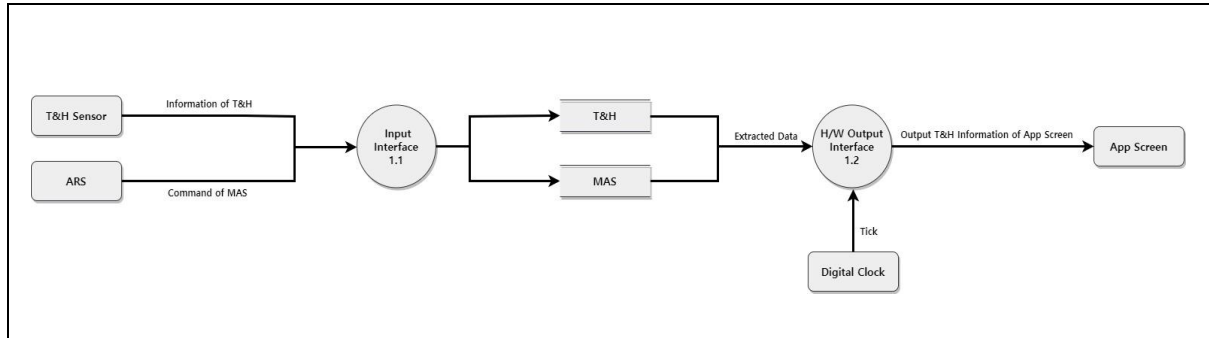 Information of T&H
T&H Sensor
ARS
Command of MAS
Input
Interface
1.1
T&H
MAS
Extracted Data
H/W Output
Interface
1.2
Output T&H Information of App Screen
App Screen
Tick
Digital Clock